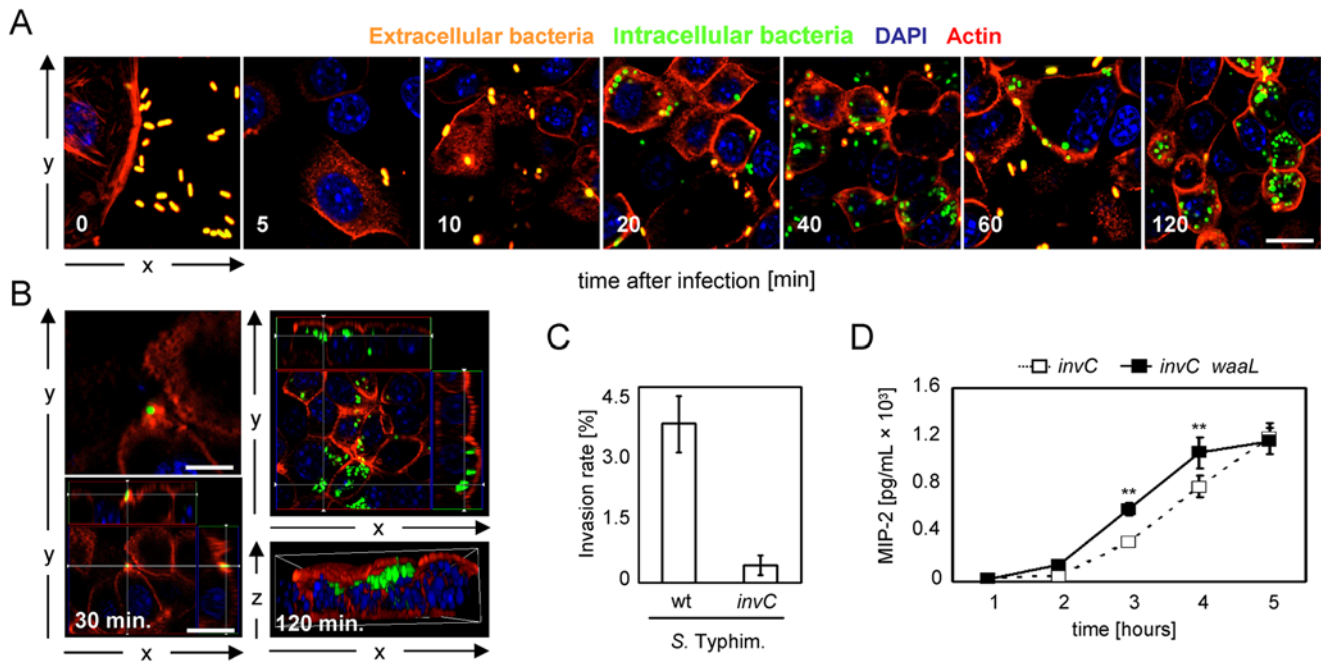 A
Extracellular bacteria Intracellular bacteria DAPI Actin
y
0 5 10 20 40 60 120
x
time after infection [min]
B
y
y
30 min.
x
y
x
z
120 min.
x
C
Invasion rate [%]
4.5
3.0
1.5
0
wt invC
S. Typhim.
D
invC invC waaL
MIP-2 [pg/mL × 10³]
1.6
1.2
0.8
0.4
0
** **
1 2 3 4 5
time [hours]